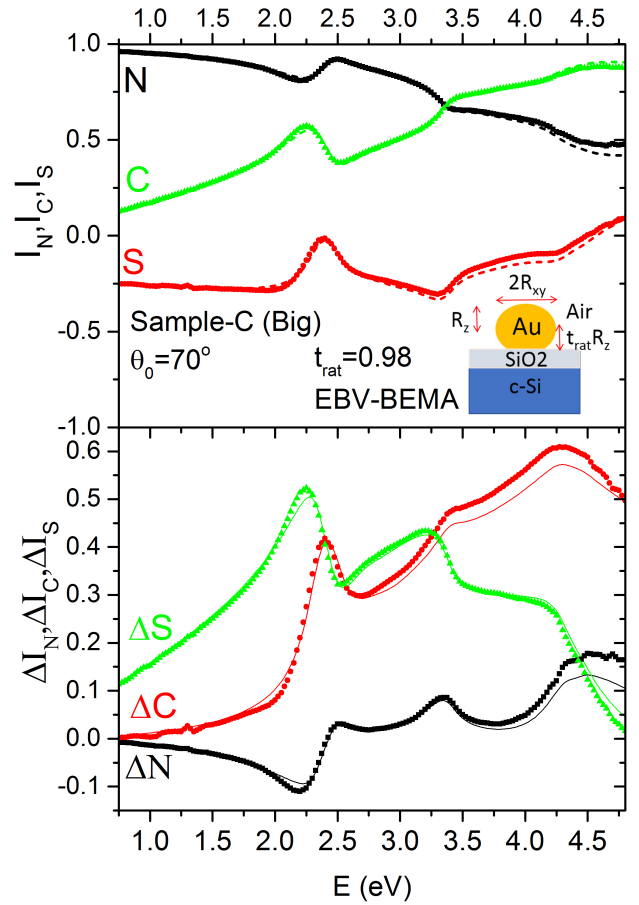 1.0 1.5 2.0 2.5 3.0 3.5 4.0 4.5
1.0
0.5
0.0
-0.5
-1.0
I_N, I_C, I_S
N
C
S
Sample-C (Big)
θ₀=70°
t_rat=0.98
EBV-BEMA
2R_xy
R_z
Au
Air
t_rat R_z
SiO2
c-Si
0.6
0.5
0.4
0.3
0.2
0.1
0.0
-0.1
ΔI_N, ΔI_C, ΔI_S
ΔS
ΔC
ΔN
1.0 1.5 2.0 2.5 3.0 3.5 4.0 4.5
E (eV)